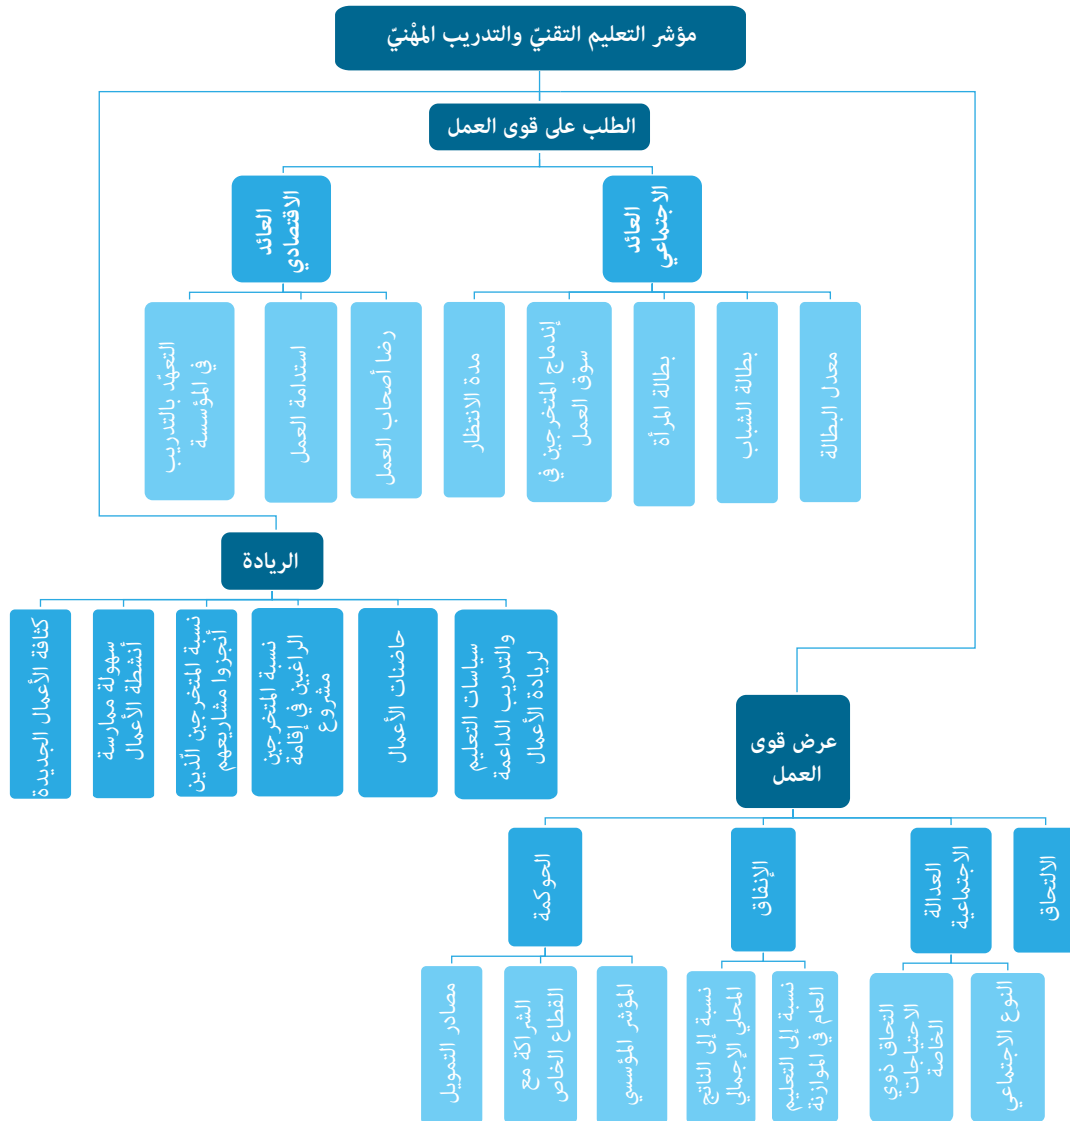 مؤشر التعليم التقنيّ والتدريب المهْنيّ
الطلب على قوى العمل
العائد
الاجتماعي
العائد
الاقتصادي
معدل البطالة
بطالة الشباب
بطالة المرأة
إندماج المتخرجين في
سوق العمل
مدة الانتظار
رضا أصحاب العمل
استدامة العمل
التعهّد بالتدريب
في المؤسسة
الريادة
سياسات التعليم
والتدريب الداعمة
لريادة الأعمال
حاضنات الأعمال
نسبة المتخرجين
الراغبين في إقامة
مشروع
نسبة المتخرجين الّذين
أنجزوا مشاريعهم
سهولة ممارسة
أنشطة الأعمال
كثافة الأعمال الجديدة
عرض قوى
العمل
الالتحاق
العدالة
الاجتماعية
الإنفاق
الحوكمة
النوع الاجتماعي
التحاق ذوي
الاحتياجات
الخاصة
نسبة إلى التعليم
العام في الموازنة
نسبة إلى الناتج
المحلي الإجمالي
المؤشر المؤسسي
الشراكة مع
القطاع الخاص
مصادر التمويل